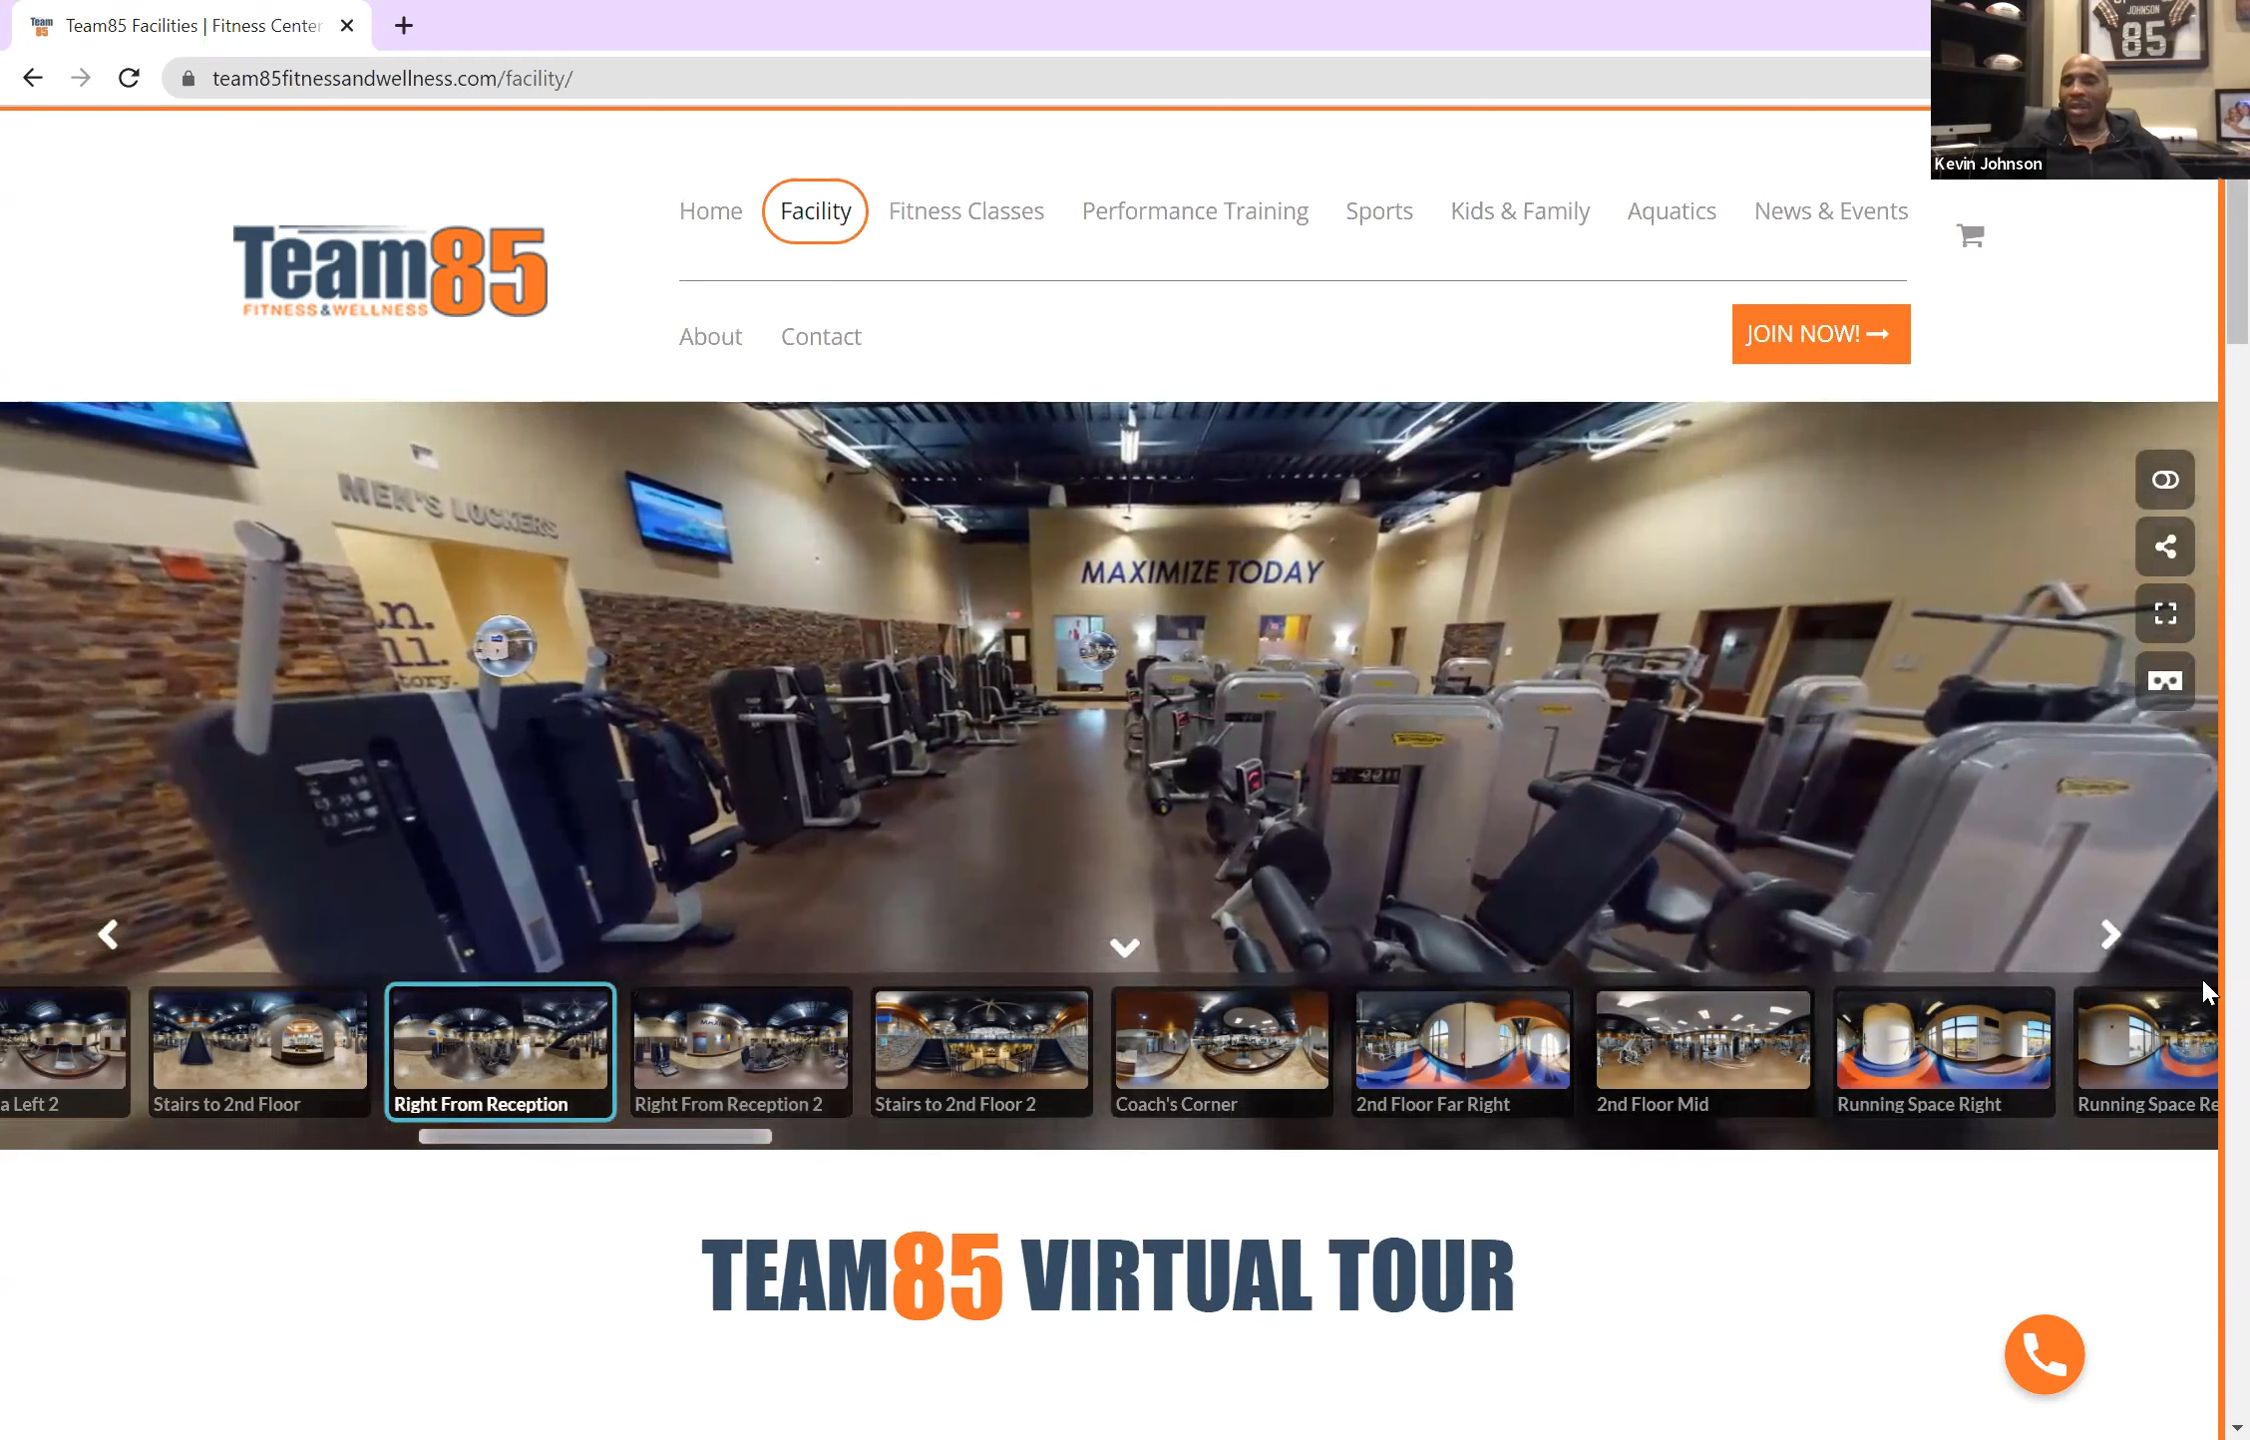 Team85 Facilities | Fitness Center
team85fitnessandwellness.com/facility/
JOHNSON
85
Kevin Johnson
Home
Facility
Fitness Classes
Performance Training
Sports
Kids & Family
Aquatics
News & Events
Team85
FITNESS&WELLNESS
About
Contact
JOIN NOW!
MEN'S LOCKERS
MAXIMIZE TODAY
a Left 2
Stairs to 2nd Floor
Right From Reception
Right From Reception 2
Stairs to 2nd Floor 2
Coach's Corner
2nd Floor Far Right
2nd Floor Mid
Running Space Right
Running Space Re
TEAM85 VIRTUAL TOUR